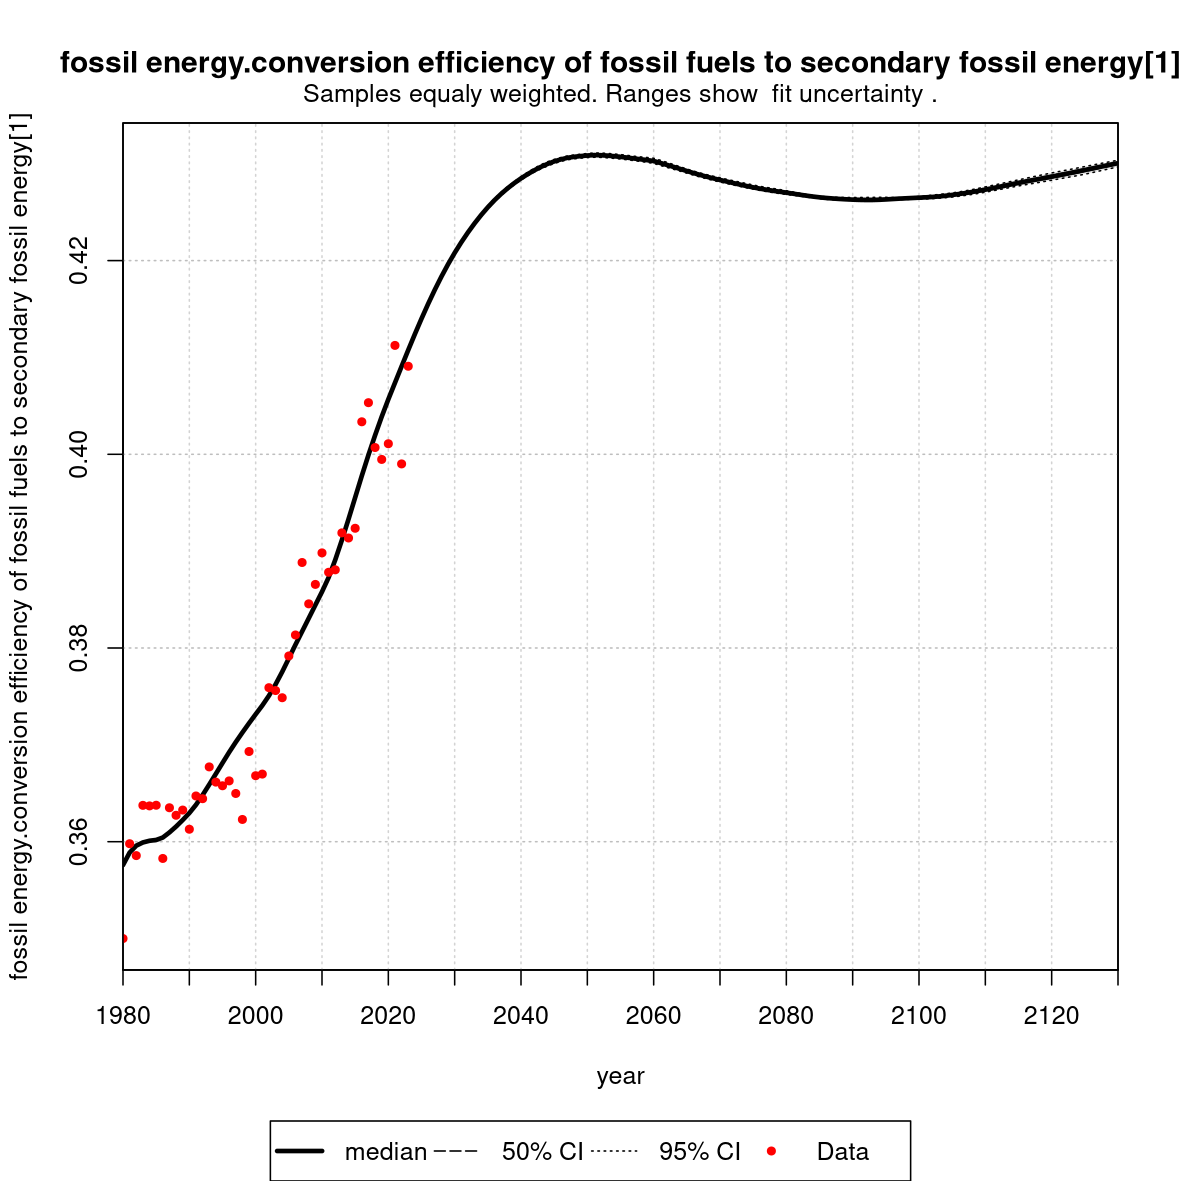 fossil energy.conversion efficiency of fossil fuels to secondary fossil energy[1]
Samples equaly weighted. Ranges show  fit uncertainty .
fossil energy.conversion efficiency of fossil fuels to secondary fossil energy[1]
0.42
0.40
0.38
0.36
1980 2000 2020 2040 2060 2080 2100 2120
year
median 50% CI 95% CI Data